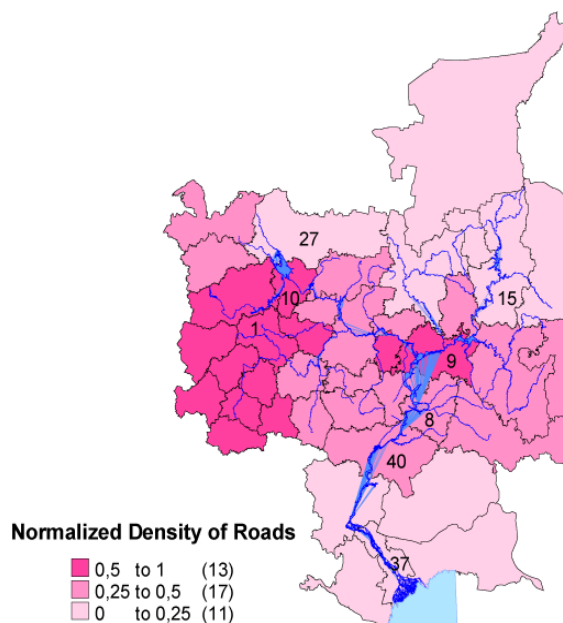 27
10
15
1
2
9
8
40
37
Normalized Density of Roads
0,5 to 1 (13)
0,25 to 0,5 (17)
0 to 0,25 (11)